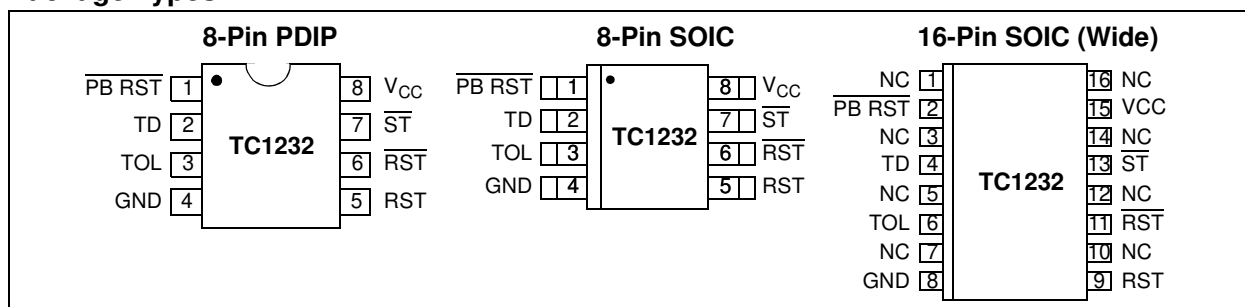 8-Pin PDIP
PB RST 1
TD 2
TOL 3
GND 4
TC1232
8 VCC
7 ST
6 RST
5 RST
8-Pin SOIC
PB RST 1
TD 2
TOL 3
GND 4
TC1232
8 VCC
7 ST
6 RST
5 RST
16-Pin SOIC (Wide)
NC 1
PB RST 2
NC 3
TD 4
NC 5
TOL 6
NC 7
GND 8
TC1232
16 NC
15 VCC
14 NC
13 ST
12 NC
11 RST
10 NC
9 RST